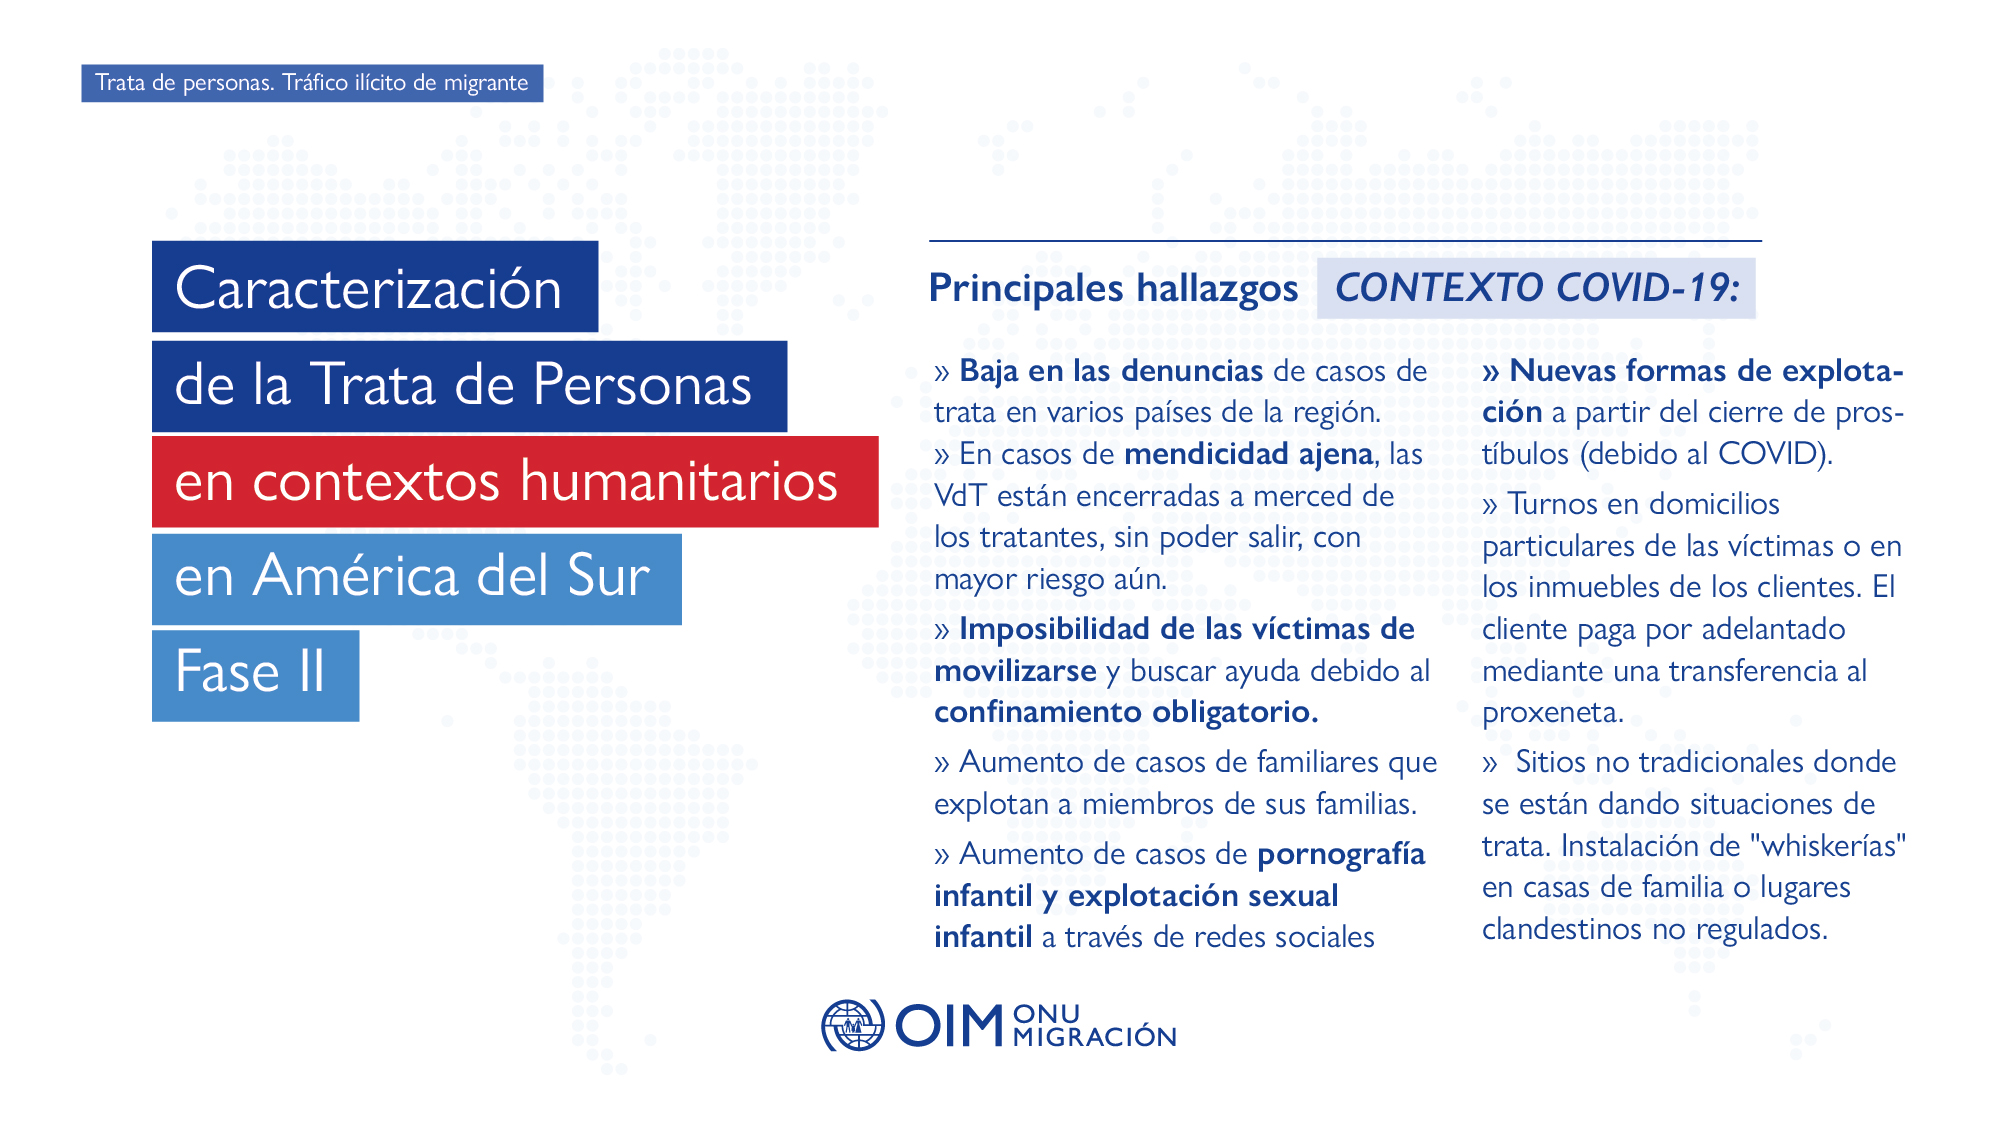 Trata de personas. Tráfico ilícito de migrante
Caracterización
de la Trata de Personas
en contextos humanitarios
en América del Sur
Fase II
Principales hallazgos CONTEXTO COVID-19:
» Baja en las denuncias de casos de
trata en varios países de la región.
» En casos de mendicidad ajena, las
VdT están encerradas a merced de
los tratantes, sin poder salir, con
mayor riesgo aún.
» Imposibilidad de las víctimas de
movilizarse y buscar ayuda debido al
confinamiento obligatorio.
» Aumento de casos de familiares que
explotan a miembros de sus familias.
» Aumento de casos de pornografía
infantil y explotación sexual
infantil a través de redes sociales
» Nuevas formas de explota-
ción a partir del cierre de pros-
tíbulos (debido al COVID).
» Turnos en domicilios
particulares de las víctimas o en
los inmuebles de los clientes. El
cliente paga por adelantado
mediante una transferencia al
proxeneta.
» Sitios no tradicionales donde
se están dando situaciones de
trata. Instalación de "whiskerías"
en casas de familia o lugares
clandestinos no regulados.
OIM ONU
MIGRACIÓN